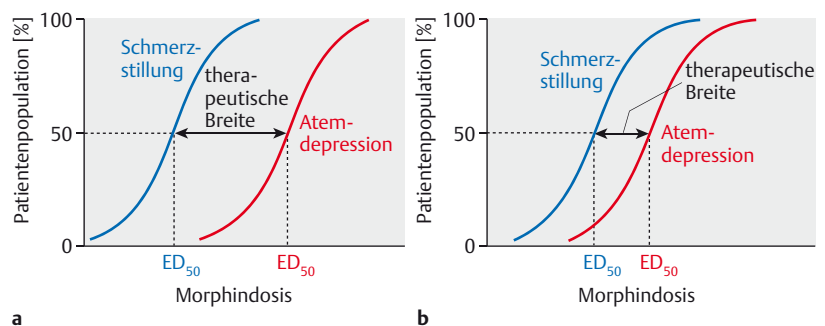 Patientenpopulation [%]
100
50
0
Schmerz-
stillung
thera-
peutische
Breite
Atem-
depression
ED50
ED50
Morphindosis
a
Patientenpopulation [%]
100
50
0
Schmerz-
stillung
therapeutische
Breite
Atem-
depression
ED50
ED50
Morphindosis
b